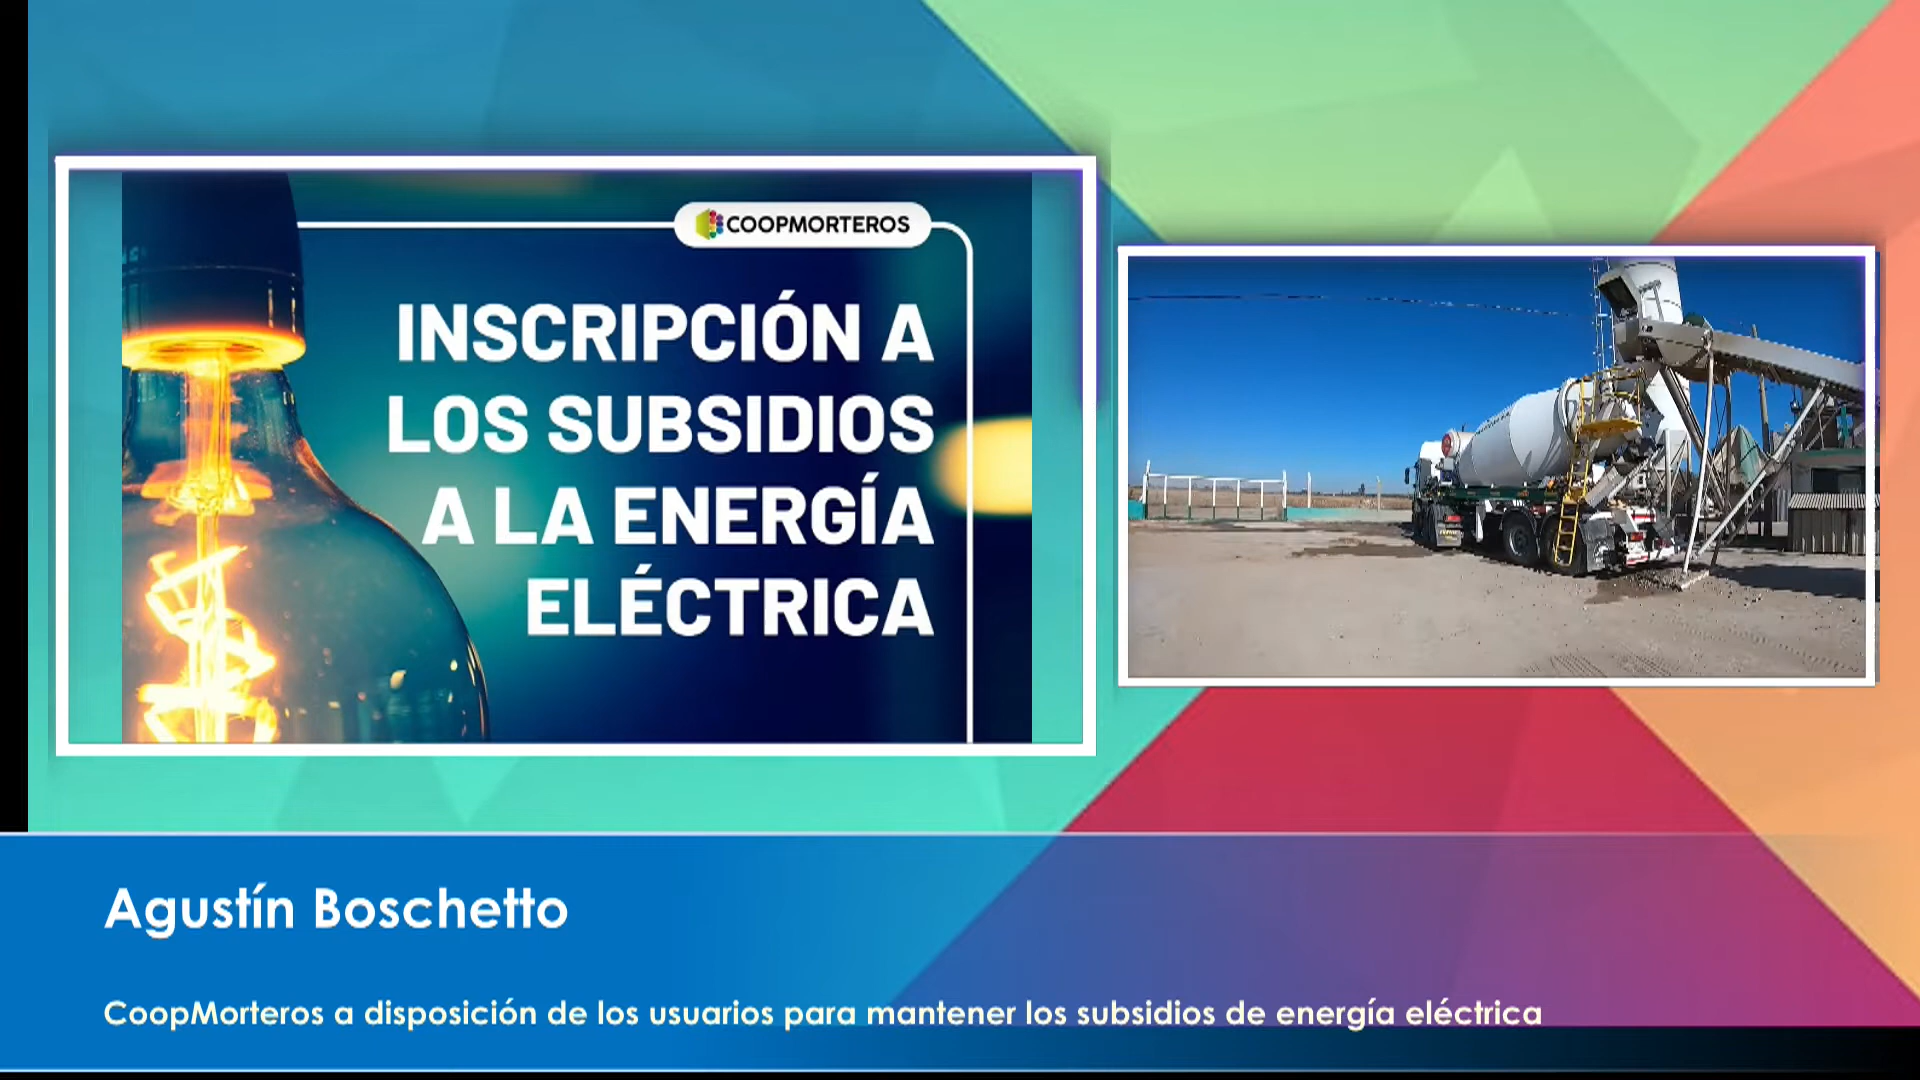 COOPMORTEROS
INSCRIPCIÓN A
LOS SUBSIDIOS
A LA ENERGÍA
ELÉCTRICA
Agustín Boschetto
CoopMorteros a disposición de los usuarios para mantener los subsidios de energía eléctrica